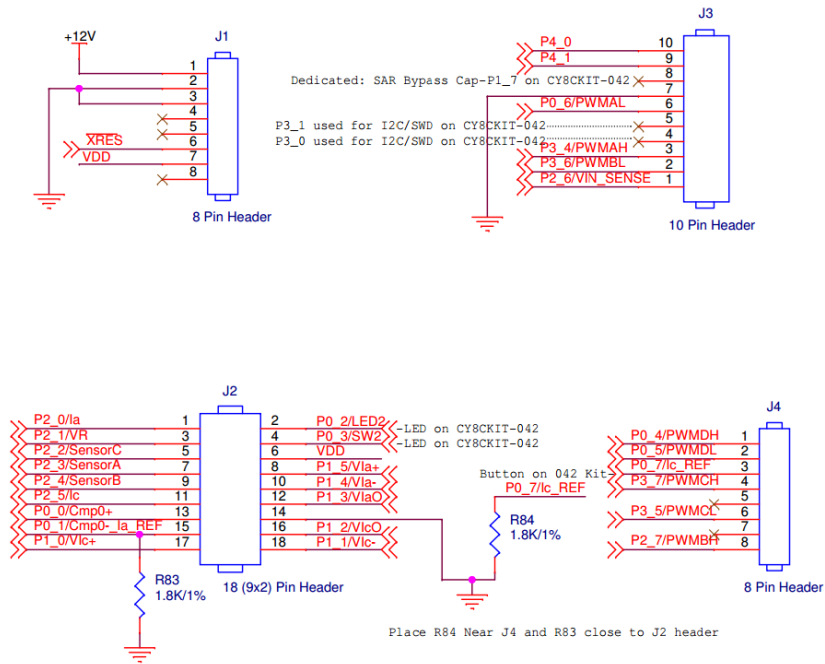 +12V
J1
1
2
3
4
5
XRES
6
VDD
7
8
8 Pin Header
J3
P4_0
10
P4_1
9
Dedicated: SAR Bypass Cap-P1_7 on CY8CKIT-042
8
7
P0_6/PWMAL
6
P3_1 used for I2C/SWD on CY8CKIT-042
5
P3_0 used for I2C/SWD on CY8CKIT-042
4
P3_4/PWMAH
3
P3_6/PWMBL
2
P2_6/VIN_SENSE
1
10 Pin Header
J2
P2_0/Ia
1
2
P0_2/LED2
-LED on CY8CKIT-042
P2_1/VR
3
4
P0_3/SW2
-LED on CY8CKIT-042
P2_2/SensorC
5
6
VDD
P2_3/SensorA
7
8
P1_5/VIa+
P2_4/SensorB
9
10
P1_4/VIa-
P2_5/Ic
11
12
P1_3/VIaO
P0_0/Cmp0+
13
14
P0_1/Cmp0-_Ia_REF
15
16
P1_2/VIcO
P1_0/VIc+
17
18
P1_1/VIc-
R83
1.8K/1%
18 (9x2) Pin Header
Button on 042 Kit-
P0_7/Ic_REF
R84
1.8K/1%
J4
P0_4/PWMDH
1
P0_5/PWMDL
2
P0_7/Ic_REF
3
P3_7/PWMCH
4
5
P3_5/PWMCL
6
7
P2_7/PWMBH
8
8 Pin Header
Place R84 Near J4 and R83 close to J2 header